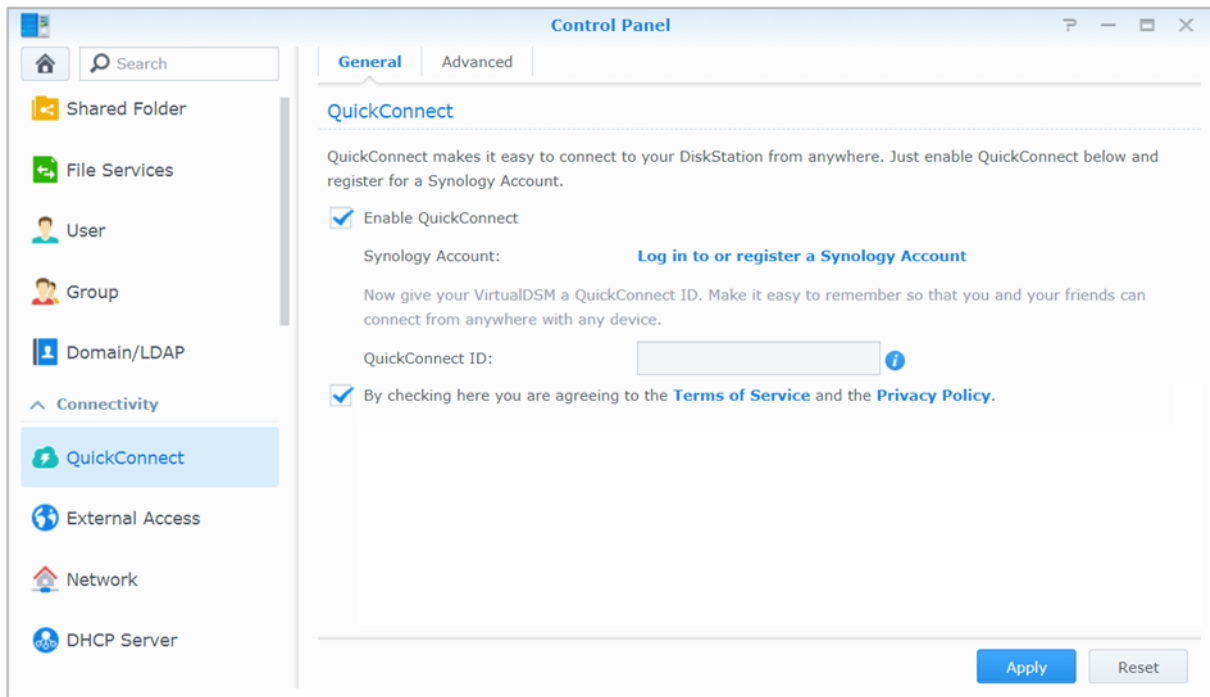 Control Panel
Search
General
Advanced
Shared Folder
File Services
User
Group
Domain/LDAP
Connectivity
QuickConnect
External Access
Network
DHCP Server
QuickConnect
QuickConnect makes it easy to connect to your DiskStation from anywhere. Just enable QuickConnect below and
register for a Synology Account.
Enable QuickConnect
Synology Account: Log in to or register a Synology Account
Now give your VirtualDSM a QuickConnect ID. Make it easy to remember so that you and your friends can
connect from anywhere with any device.
QuickConnect ID:
By checking here you are agreeing to the Terms of Service and the Privacy Policy.
Apply
Reset